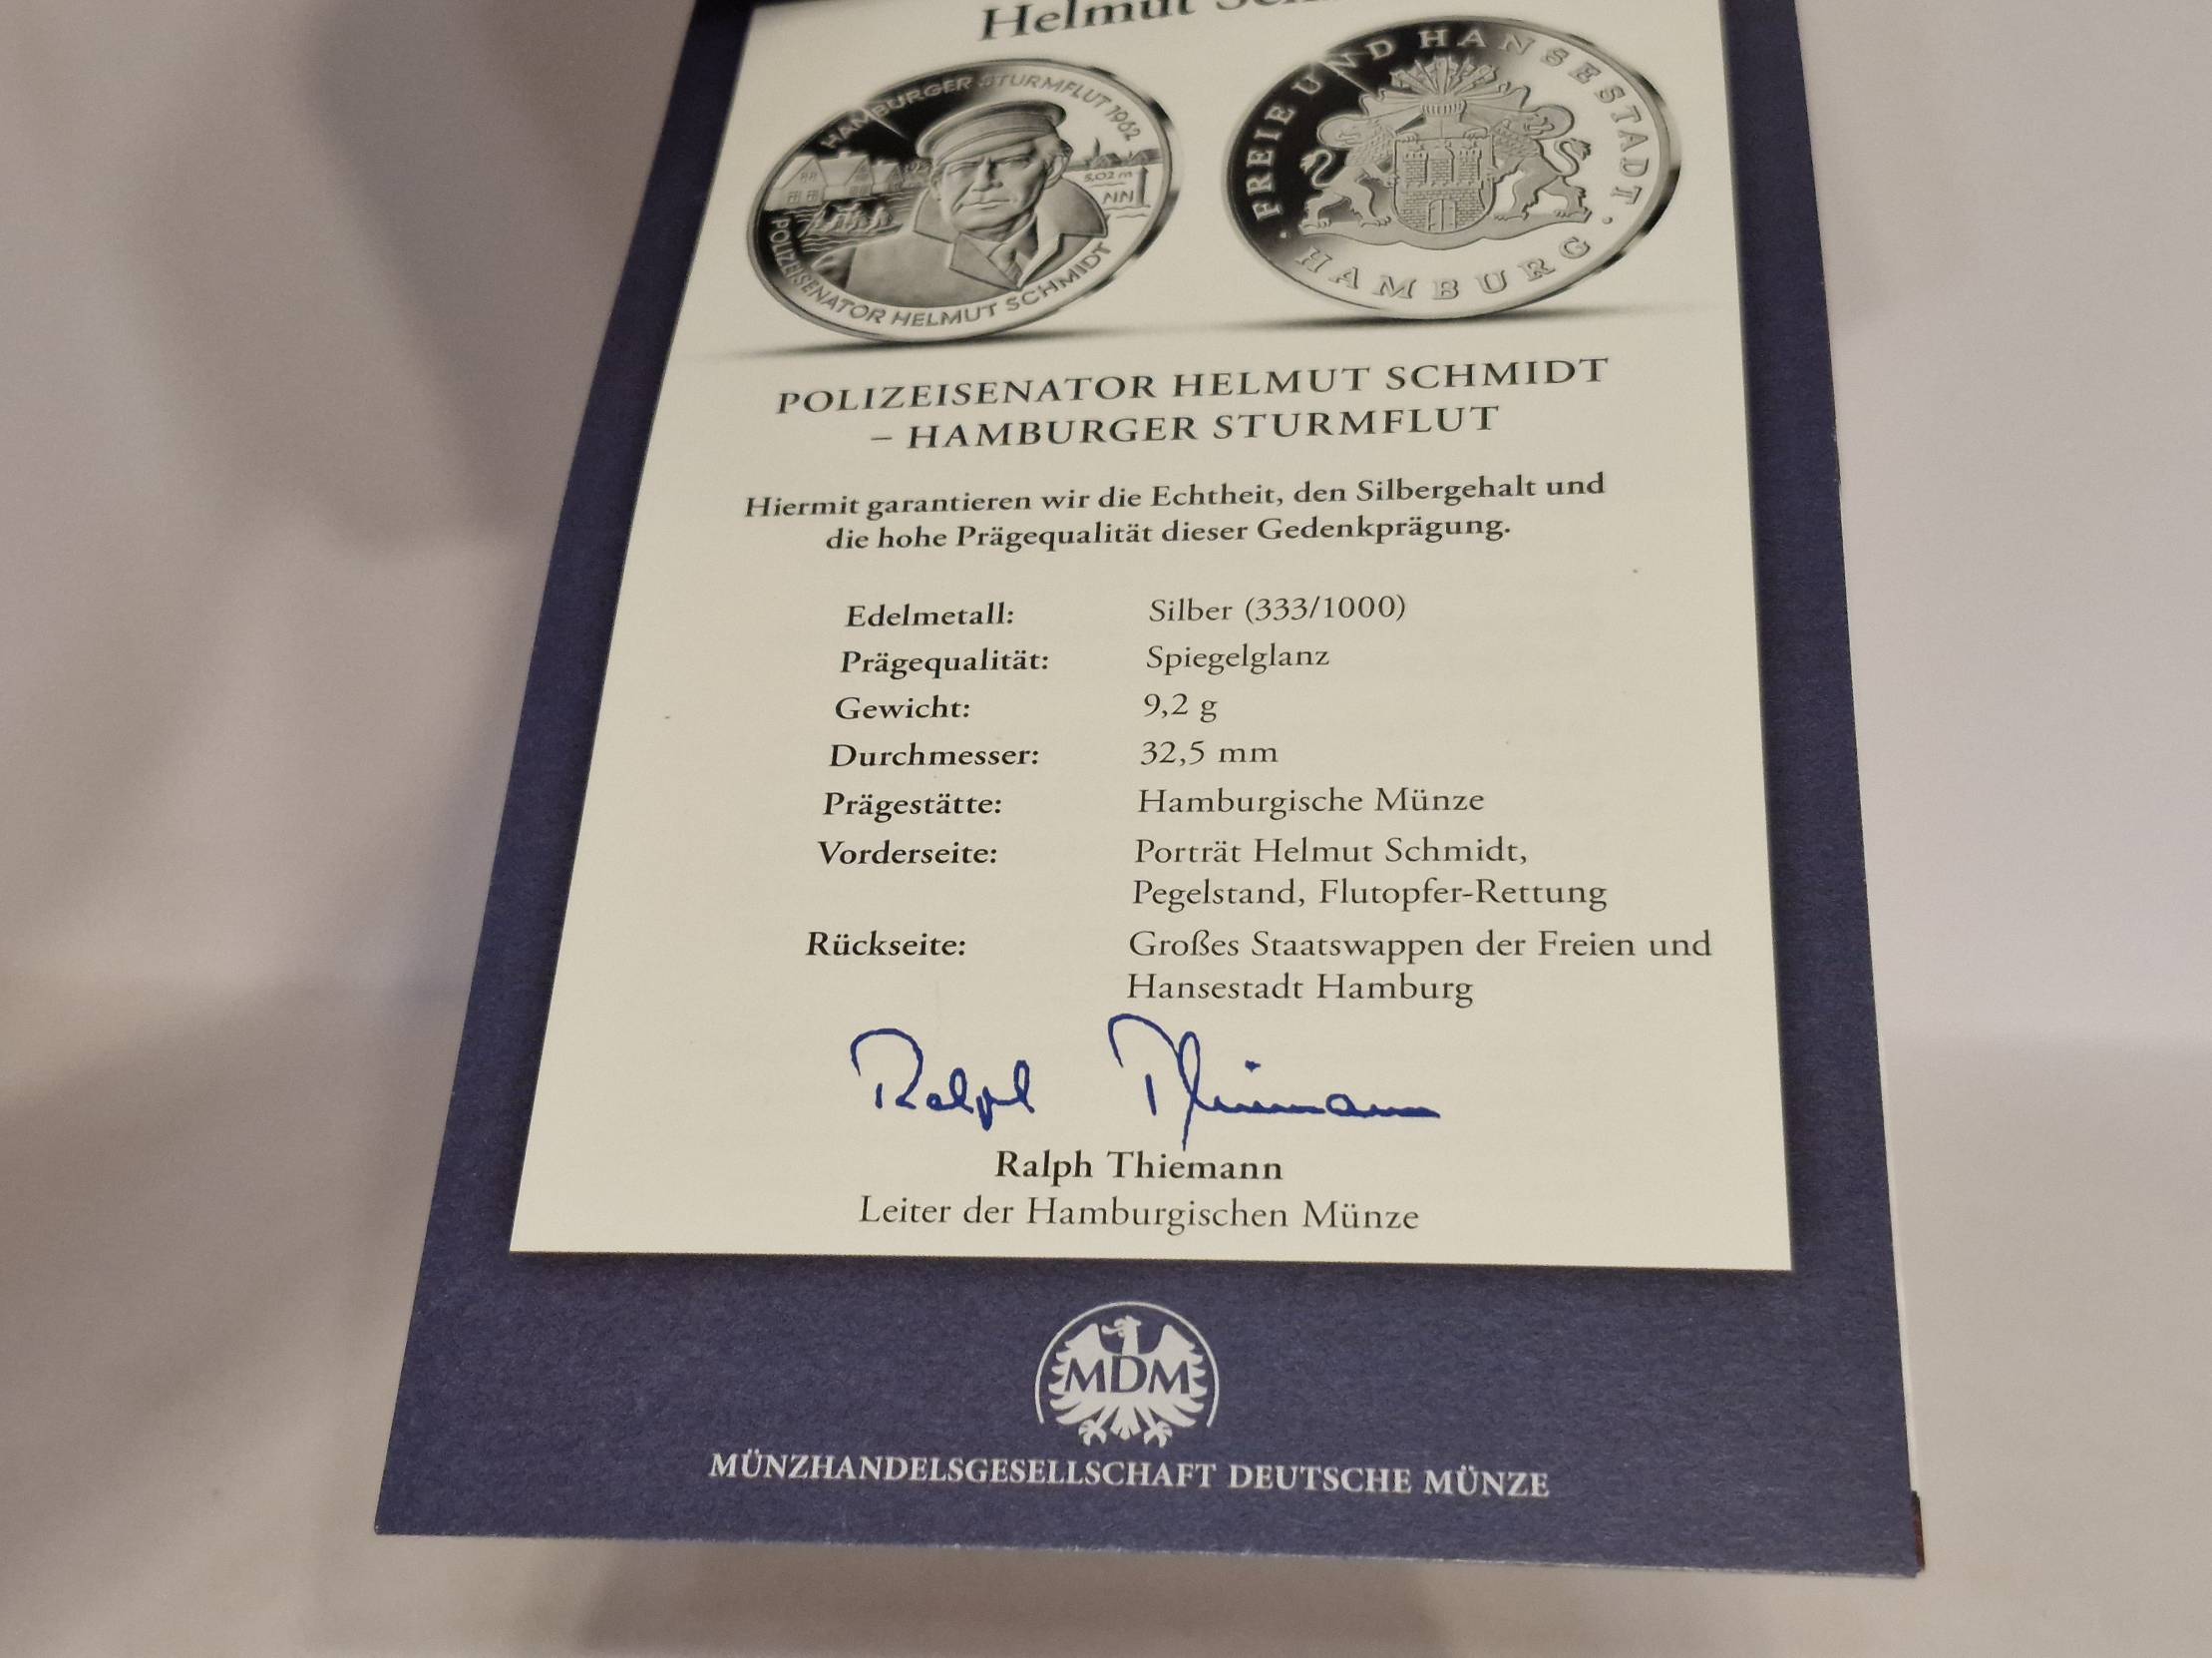 Helmut
HAMBURGER STURMFLUT 1962
5,02 m
NN
POLIZEISENATOR HELMUT SCHMIDT
FREIE UND HANSESTADT
· HAMBURG ·
POLIZEISENATOR HELMUT SCHMIDT
– HAMBURGER STURMFLUT
Hiermit garantieren wir die Echtheit, den Silbergehalt und
die hohe Prägequalität dieser Gedenkprägung.
Edelmetall: Silber (333/1000)
Prägequalität: Spiegelglanz
Gewicht: 9,2 g
Durchmesser: 32,5 mm
Prägestätte: Hamburgische Münze
Vorderseite: Porträt Helmut Schmidt,
Pegelstand, Flutopfer-Rettung
Rückseite: Großes Staatswappen der Freien und
Hansestadt Hamburg
Ralph Thiemann
Ralph Thiemann
Leiter der Hamburgischen Münze
MDM
MÜNZHANDELSGESELLSCHAFT DEUTSCHE MÜNZE